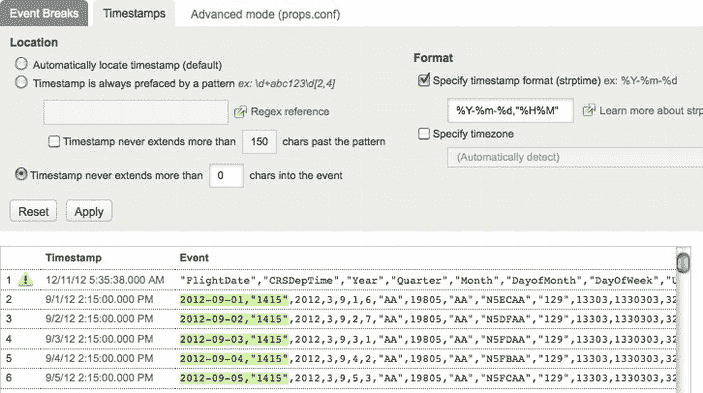 Event Breaks Timestamps Advanced mode (props.conf)
Location
Automatically locate timestamp (default)
Timestamp is always prefaced by a pattern ex: \d+abc123\d[2,4]
Regex reference
Timestamp never extends more than 150 chars past the pattern
Timestamp never extends more than 0 chars into the event
Reset Apply
Format
Specify timestamp format (strptime) ex: %Y-%m-%d
%Y-%m-%d,"%H%M" Learn more about strp
Specify timezone
(Automatically detect)
Timestamp Event
1 12/11/12 5:35:38.000 AM "FlightDate","CRSDepTime","Year","Quarter","Month","DayofMonth","DayOfWeek","U
2 9/1/12 2:15:00.000 PM 2012-09-01,"1415",2012,3,9,1,6,"AA",19805,"AA","N5ECAA","129",13303,1330303,32
3 9/2/12 2:15:00.000 PM 2012-09-02,"1415",2012,3,9,2,7,"AA",19805,"AA","N5DFAA","129",13303,1330303,32
4 9/3/12 2:15:00.000 PM 2012-09-03,"1415",2012,3,9,3,1,"AA",19805,"AA","N5FDAA","129",13303,1330303,32
5 9/4/12 2:15:00.000 PM 2012-09-04,"1415",2012,3,9,4,2,"AA",19805,"AA","N5FBAA","129",13303,1330303,32
6 9/5/12 2:15:00.000 PM 2012-09-05,"1415",2012,3,9,5,3,"AA",19805,"AA","N5FCAA","129",13303,1330303,32